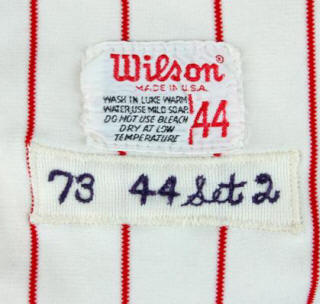 Wilson®
MADE IN U.S.A.
WASH IN LUKE WARM
WATER, USE MILD SOAP.
DO NOT USE BLEACH
DRY AT LOW
TEMPERATURE
44
73 44 Set 2